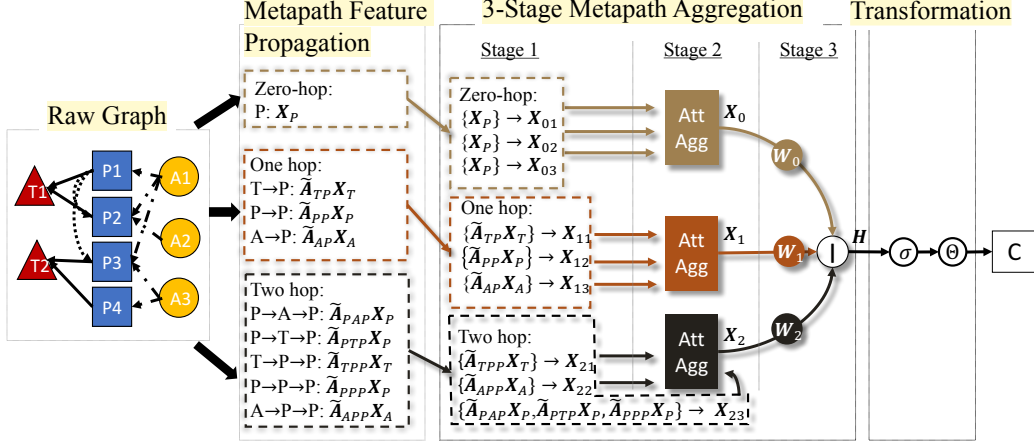 Metapath Feature
Propagation
3-Stage Metapath Aggregation
Transformation
Raw Graph
T1
T2
P1
P2
P3
P4
A1
A2
A3
Zero-hop:
P: X_P
One hop:
T→P: Ã_TP X_T
P→P: Ã_PP X_P
A→P: Ã_AP X_A
Two hop:
P→A→P: Ã_PAP X_P
P→T→P: Ã_PTP X_P
T→P→P: Ã_TPP X_T
P→P→P: Ã_PPP X_P
A→P→P: Ã_APP X_A
Stage 1
Stage 2
Stage 3
Zero-hop:
{X_P} → X_01
{X_P} → X_02
{X_P} → X_03
One hop:
{Ã_TP X_T} → X_11
{Ã_PP X_P} → X_12
{Ã_AP X_A} → X_13
Two hop:
{Ã_TPP X_T} → X_21
{Ã_APP X_A} → X_22
{Ã_PAP X_P, Ã_PTP X_P, Ã_PPP X_P} → X_23
Att
Agg
X_0
W_0
Att
Agg
X_1
W_1
Att
Agg
X_2
W_2
|
H
σ
Θ
C